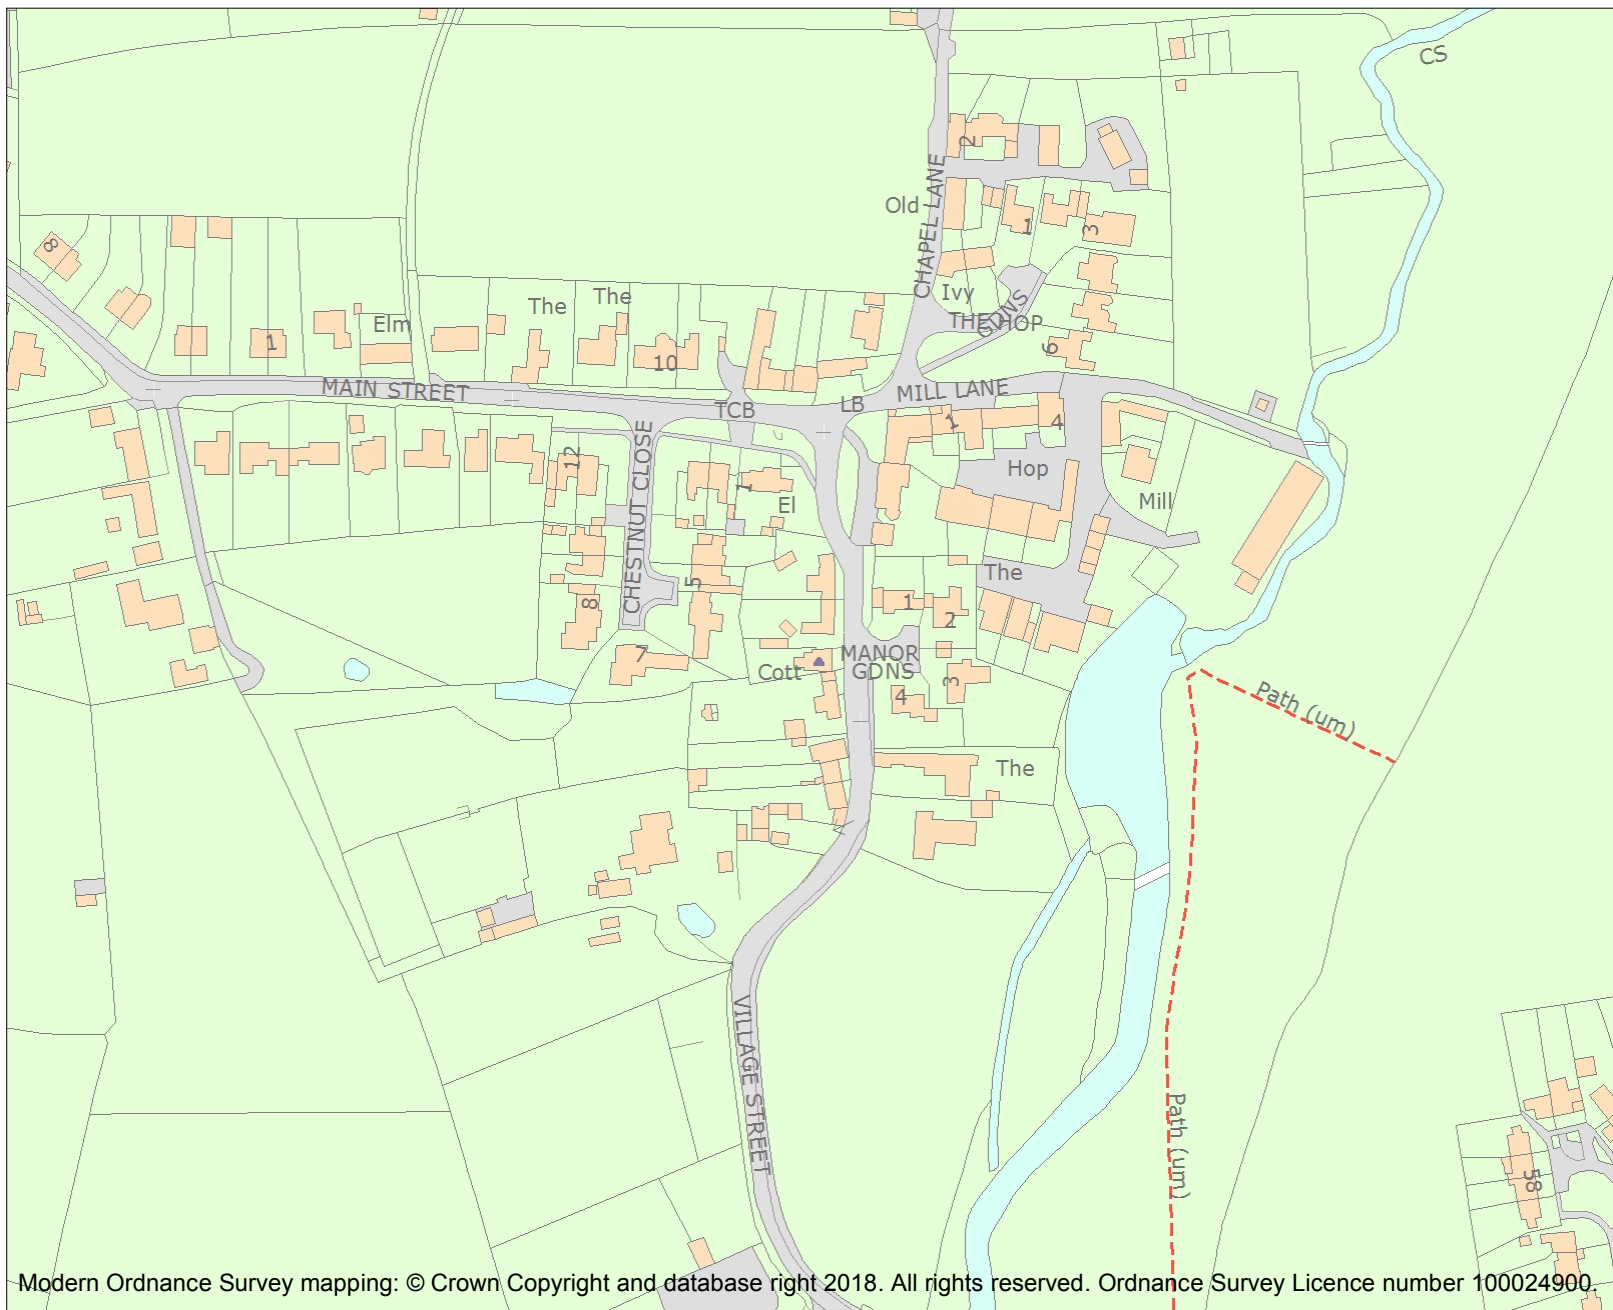 CS
2
CHAPEL LANE
Old
1
3
8
Ivy
The
The
THE HOP
GDNS
Elm
1
10
6
MAIN STREET
MILL LANE
TCB
LB
1
4
12
CHESTNUT CLOSE
Hop
1
El
Mill
5
The
8
1
2
7
MANOR
GDNS
Cott
3
4
Path (um)
The
VILLAGE STREET
Path (um)
58
Modern Ordnance Survey mapping: © Crown Copyright and database right 2018. All rights reserved. Ordnance Survey Licence number 100024900.